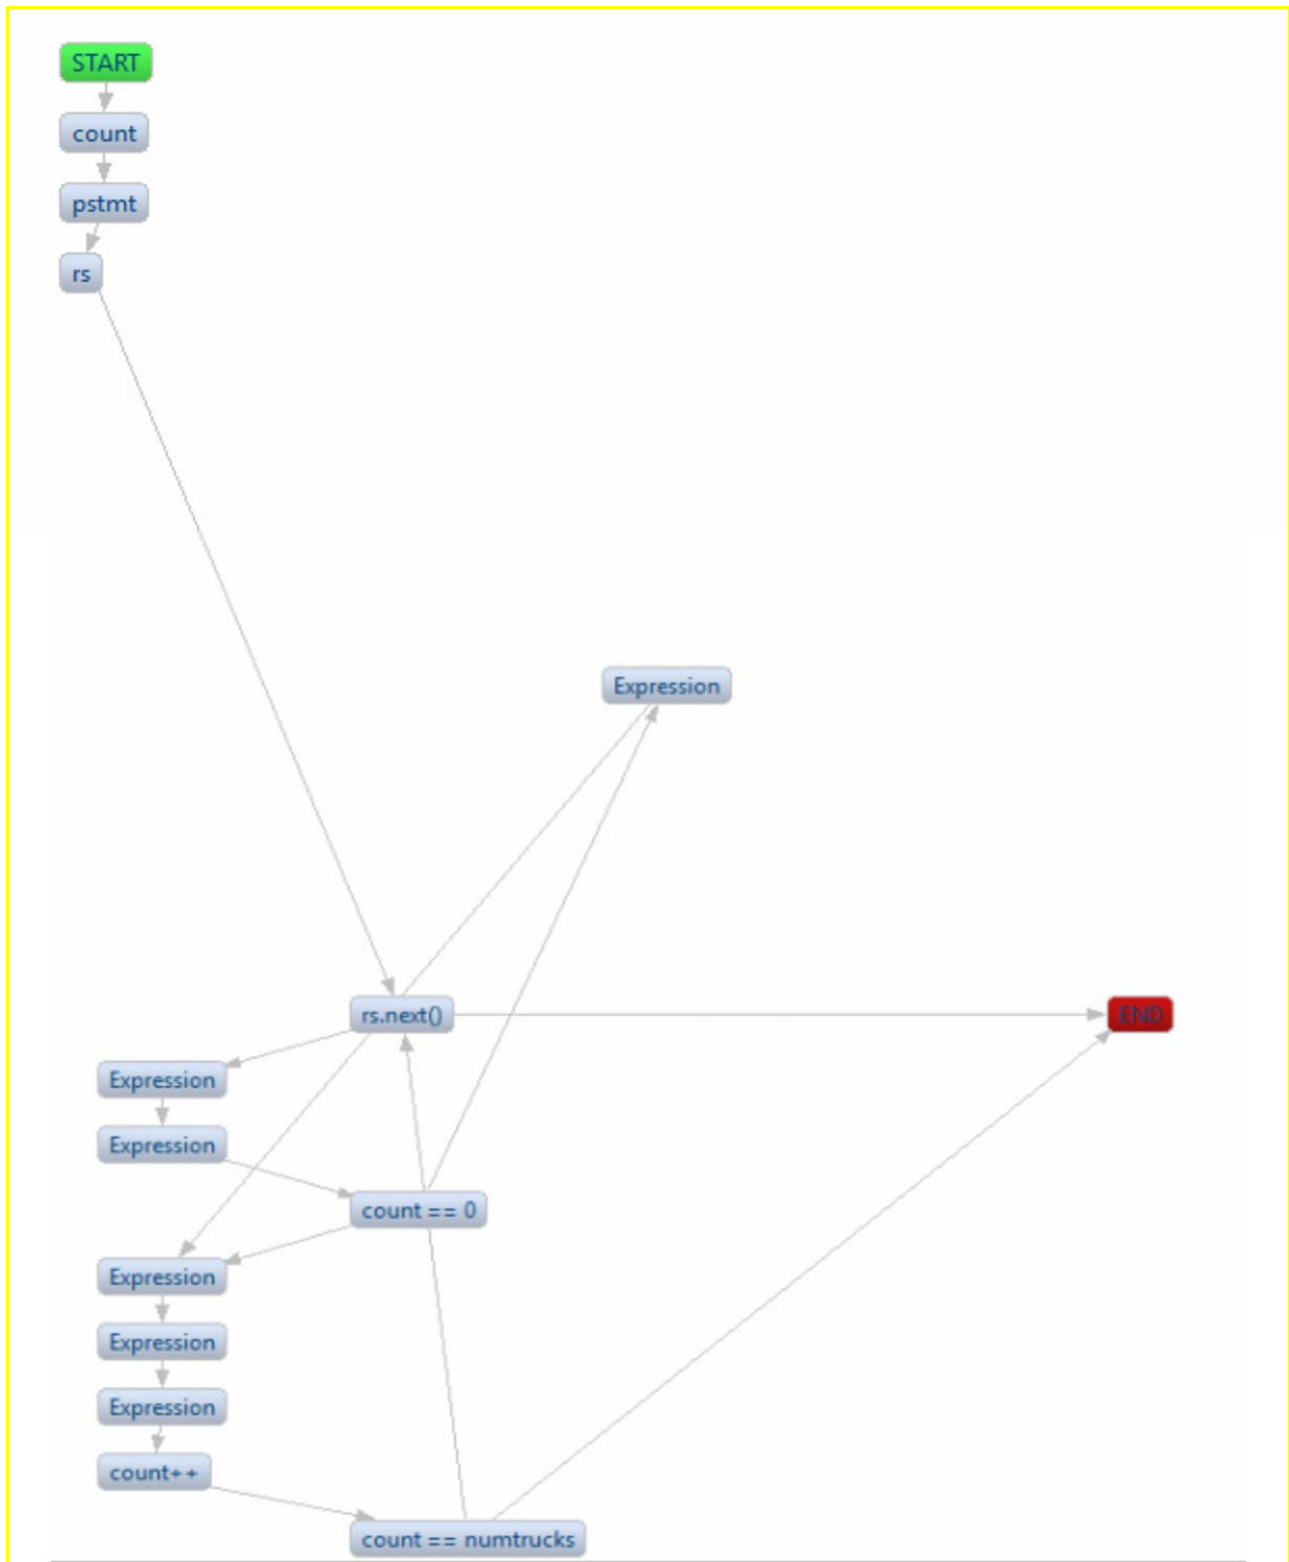 START
count
pstmt
rs
Expression
rs.next()
END
Expression
Expression
count == 0
Expression
Expression
Expression
count++
count == numtrucks